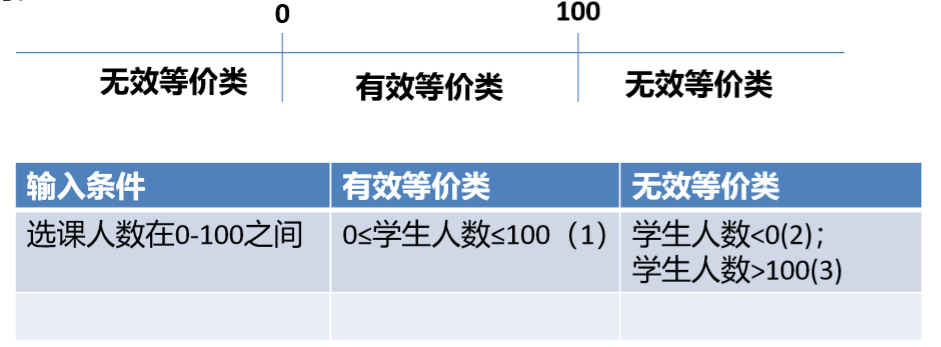 0 100
无效等价类 有效等价类 无效等价类
输入条件 有效等价类 无效等价类
选课人数在0-100之间 0≤学生人数≤100（1） 学生人数<0(2);
学生人数>100(3)